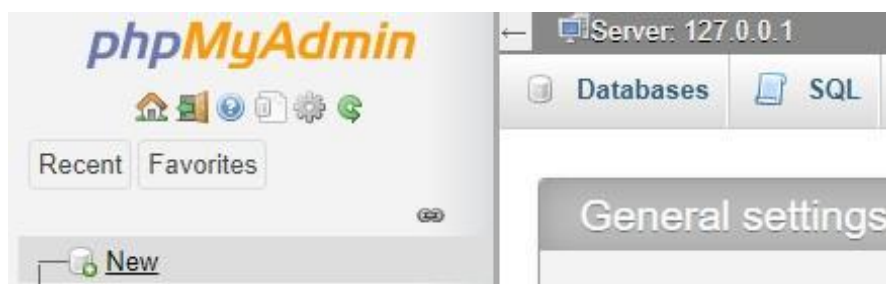 phpMyAdmin
Recent Favorites
New
Server: 127.0.0.1
Databases SQL
General settings